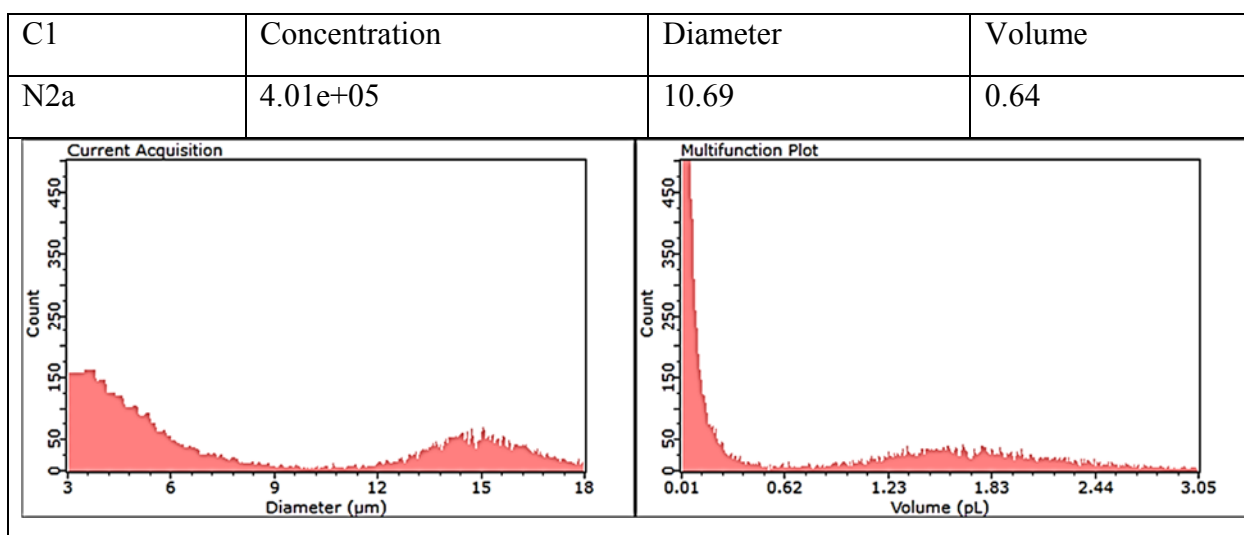 C1 Concentration Diameter Volume
N2a 4.01e+05 10.69 0.64
Current Acquisition
Count
450
350
250
150
50
0
3 6 9 12 15 18
Diameter (µm)
Multifunction Plot
Count
450
350
250
150
50
0
0.01 0.62 1.23 1.83 2.44 3.05
Volume (pL)